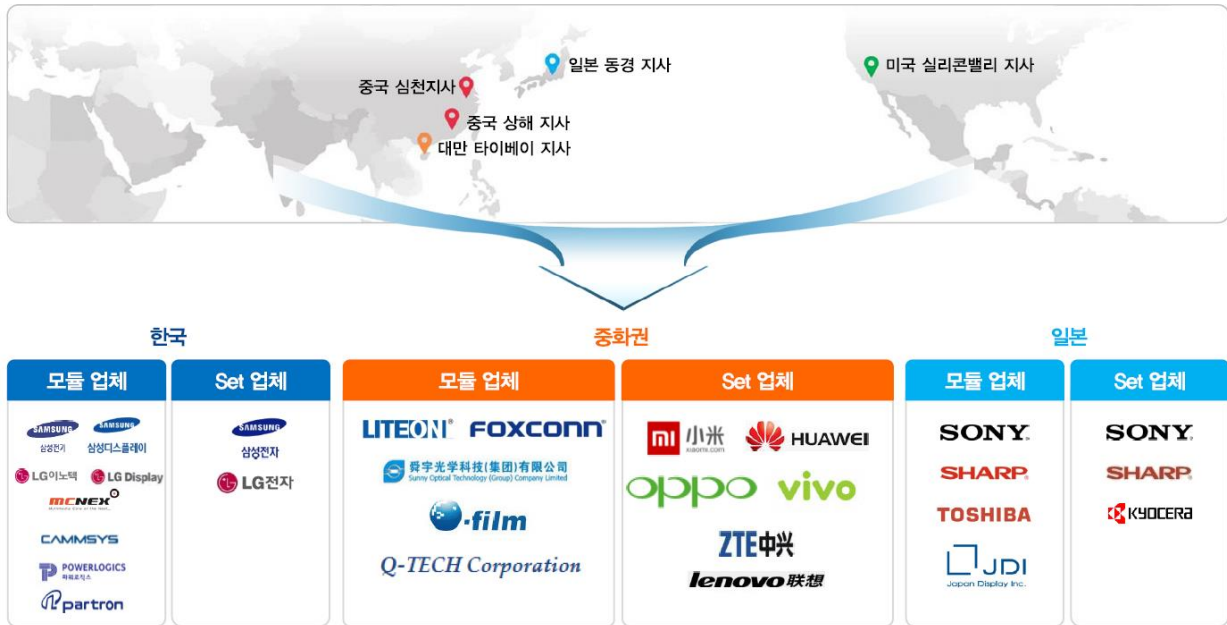 일본 동경 지사
미국 실리콘밸리 지사
중국 심천지사
중국 상해 지사
대만 타이베이 지사
한국
중화권
일본
모듈 업체
Set 업체
모듈 업체
Set 업체
모듈 업체
Set 업체
SAMSUNG
삼성전기
SAMSUNG
삼성디스플레이
LG이노텍
LG Display
MCNEX
CAMMSYS
POWERLOGICS
파워로직스
partron
SAMSUNG
삼성전자
LG전자
LITEON®
FOXCONN®
舜宇光学科技(集团)有限公司
Sunny Optical Technology (Group) Company Limited
-film
Q-TECH Corporation
mi 小米
xiaomi.com
HUAWEI
oppo
vivo
ZTE中兴
lenovo联想
SONY
SHARP
TOSHIBA
JDI
Japan Display Inc.
SONY
SHARP
KYOCERA